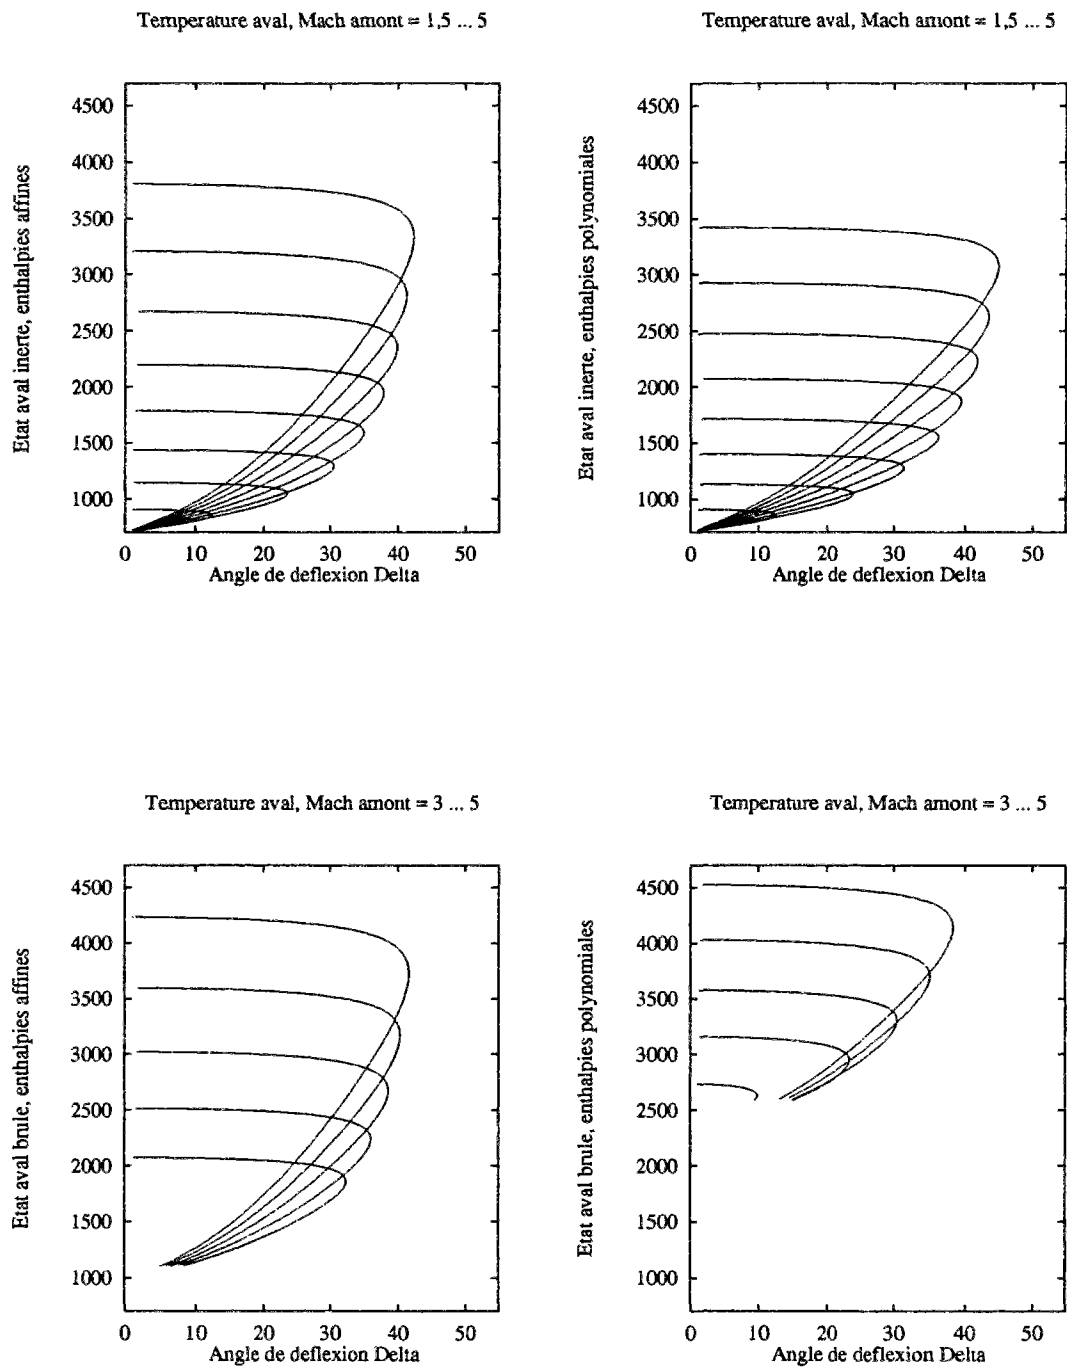 Temperature aval, Mach amont = 1,5 ... 5
Etat aval inerte, enthalpies affines
4500
4000
3500
3000
2500
2000
1500
1000
0 10 20 30 40 50
Angle de deflexion Delta
Temperature aval, Mach amont = 1,5 ... 5
Etat aval inerte, enthalpies polynomiales
4500
4000
3500
3000
2500
2000
1500
1000
0 10 20 30 40 50
Angle de deflexion Delta
Temperature aval, Mach amont = 3 ... 5
Etat aval brule, enthalpies affines
4500
4000
3500
3000
2500
2000
1500
1000
0 10 20 30 40 50
Angle de deflexion Delta
Temperature aval, Mach amont = 3 ... 5
Etat aval brule, enthalpies polynomiales
4500
4000
3500
3000
2500
2000
1500
1000
0 10 20 30 40 50
Angle de deflexion Delta